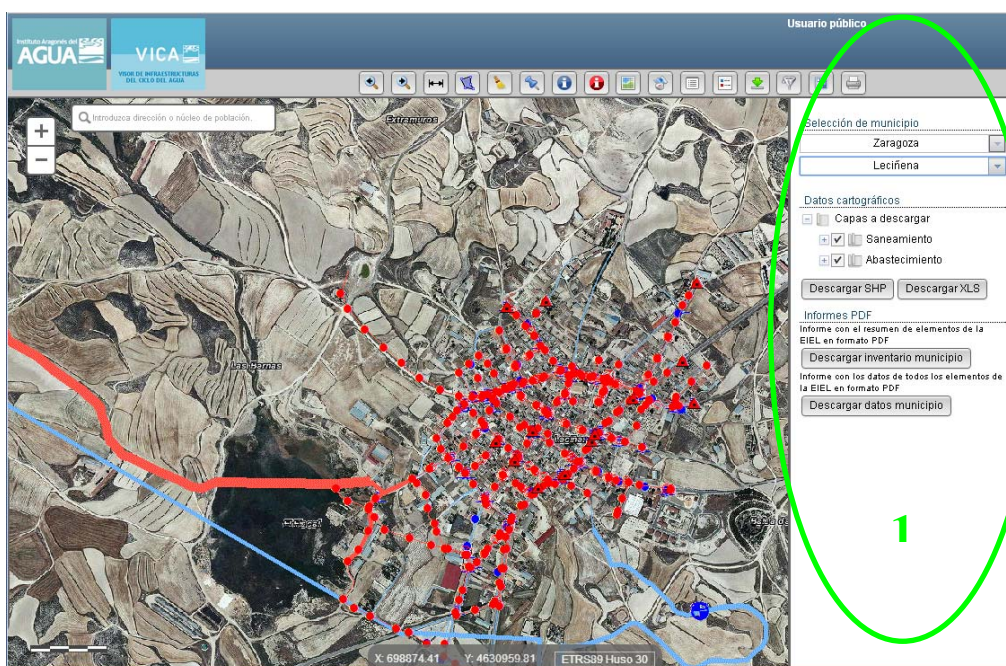 Usuario público
Instituto Aragonés del
AGUA
VICA
VISOR DE INFRAESTRUCTURAS
DEL CICLO DEL AGUA
Introduzca dirección o núcleo de población.
Extramuros
Selección de municipio
Zaragoza
Leciñena
Datos cartográficos
Capas a descargar
Saneamiento
Abastecimiento
Descargar SHP
Descargar XLS
Informes PDF
Informe con el resumen de elementos de la
EIEL en formato PDF
Descargar inventario municipio
Informe con los datos de todos los elementos de
la EIEL en formato PDF
Descargar datos municipio
1
X: 698874.41
Y: 4630959.81
ETRS89 Huso 30